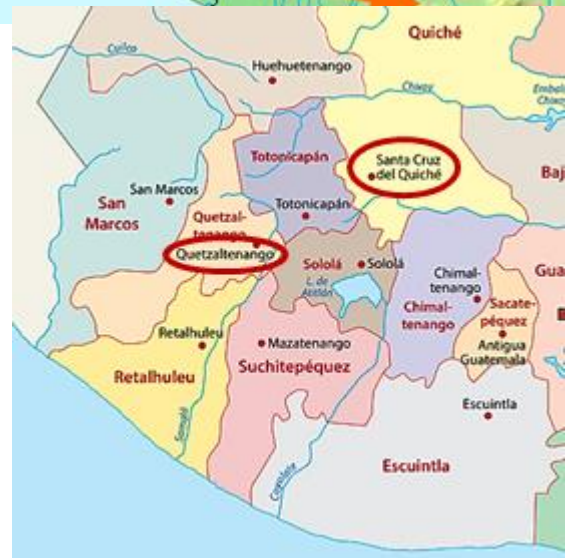 Quiché
Cuilco
Huehuetenango
Chixoy
Totonicapán
Santa Cruz
del Quiché
San Marcos
San
Marcos
Quetzal-
tenango
Totonicapán
Quetzaltenango
Sololá
Sololá
L. de
Atitlán
Chimal-
tenango
Chimal-
tenango
Sacate-
péquez
Antigua
Guatemala
Retalhuleu
Retalhuleu
Mazatenango
Suchitepéquez
Samalá
Escuintla
Escuintla